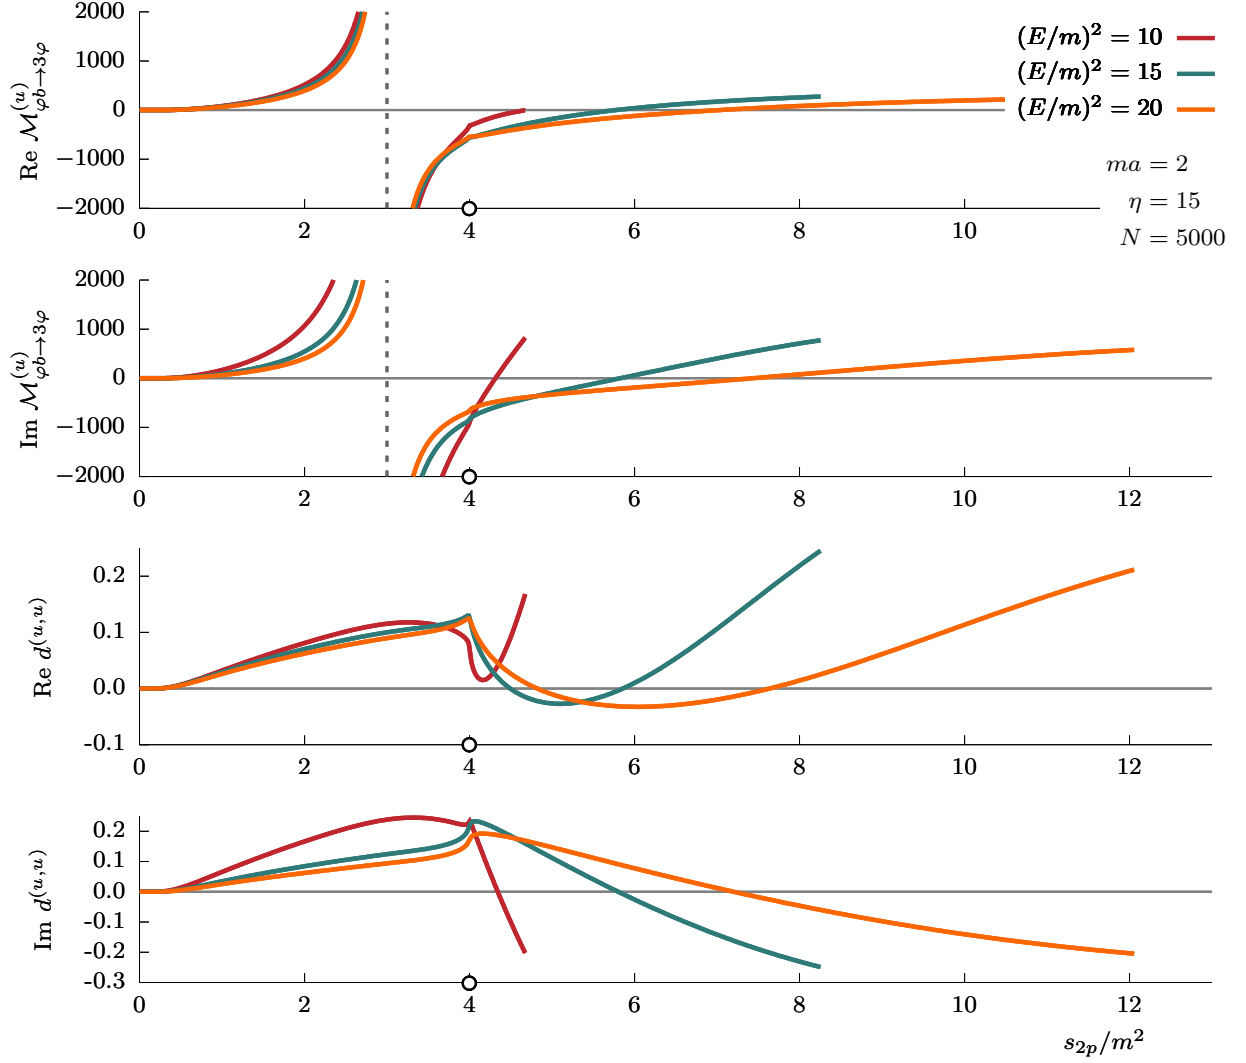 2000
1000
0
−1000
−2000
Re ℳ^{(u)}_{φb→3φ}
(E/m)² = 10
(E/m)² = 15
(E/m)² = 20
ma = 2
η = 15
N = 5000
0 2 4 6 8 10
2000
1000
0
−1000
−2000
Im ℳ^{(u)}_{φb→3φ}
0 2 4 6 8 10 12
0.2
0.1
0.0
-0.1
Re d^{(u,u)}
0 2 4 6 8 10 12
0.2
0.1
0.0
-0.1
-0.2
-0.3
Im d^{(u,u)}
0 2 4 6 8 10 12
s_{2p}/m²